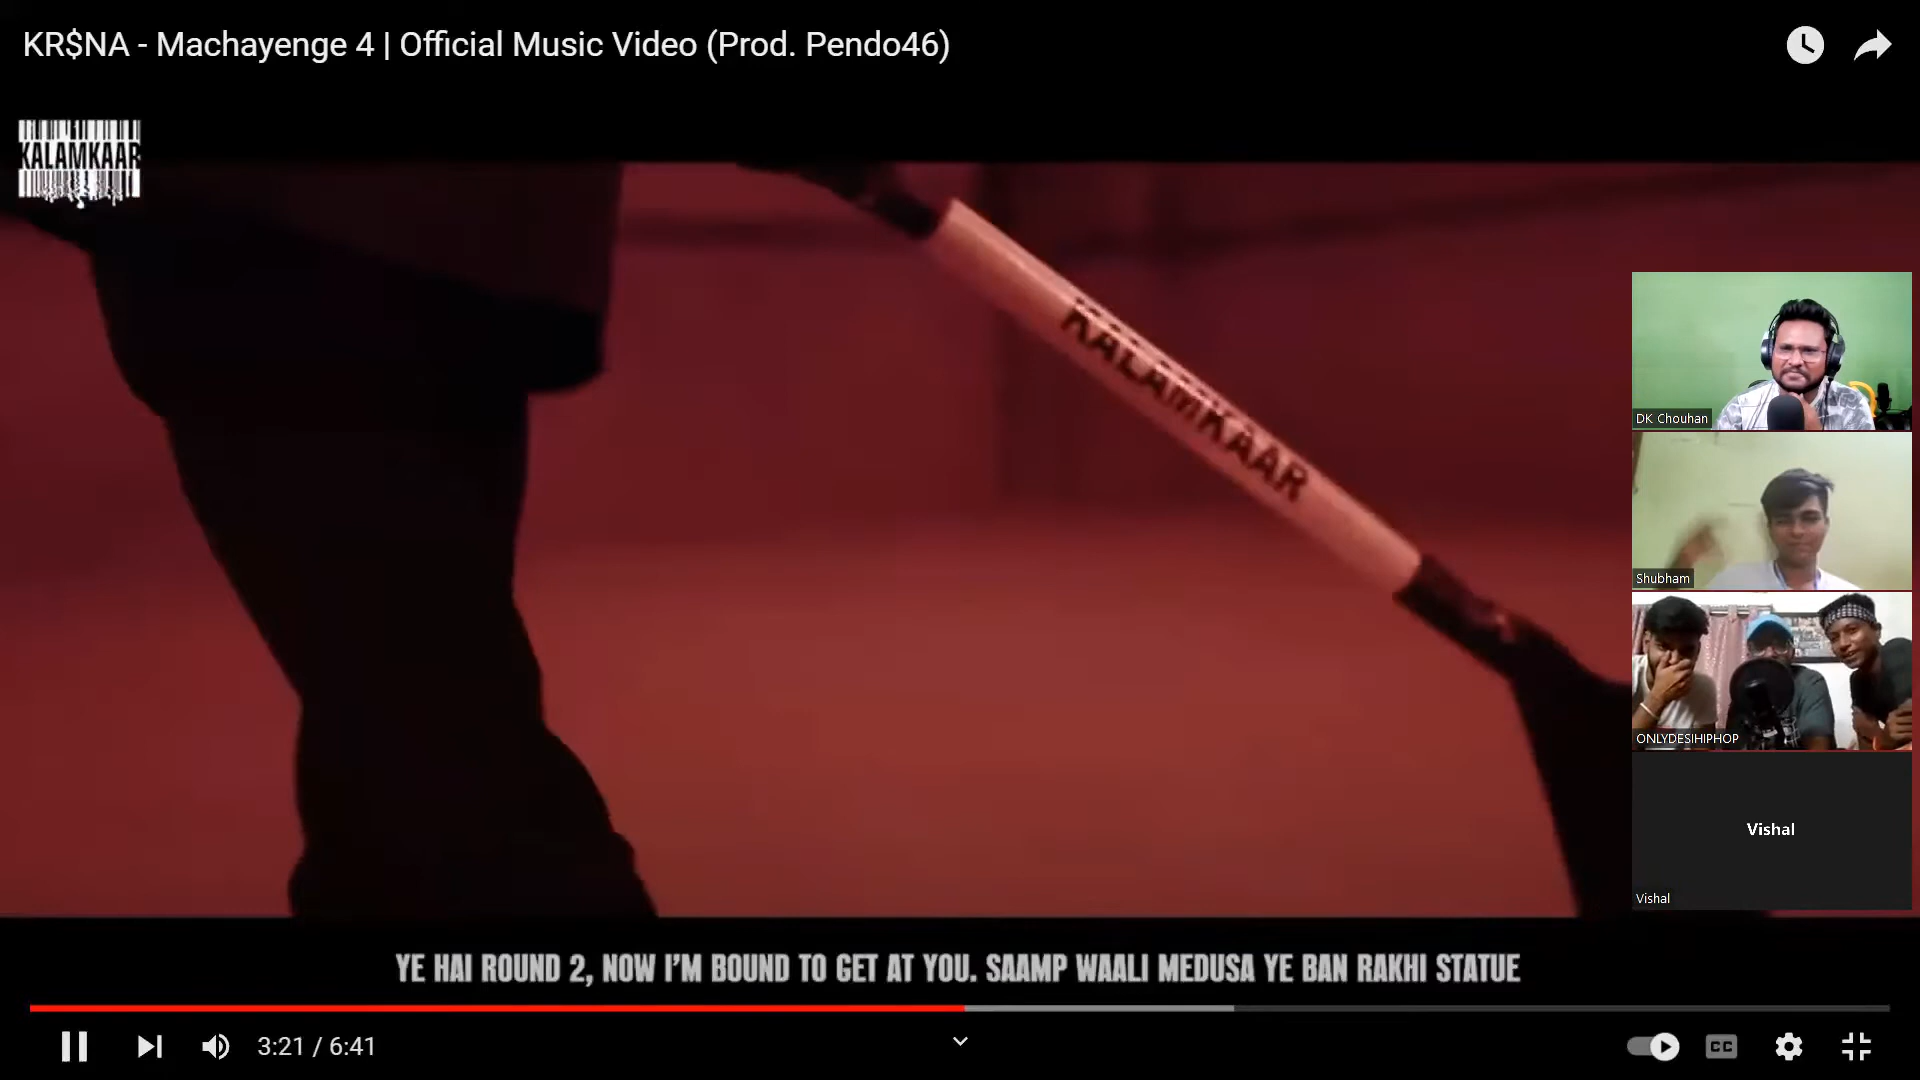 KR$NA - Machayenge 4 | Official Music Video (Prod. Pendo46)
KALAMKAAR
KALAMKAAR
DK Chouhan
Shubham
ONLYDESIHIPHOP
Vishal
Vishal
YE HAI ROUND 2, NOW I'M BOUND TO GET AT YOU. SAAMP WAALI MEDUSA YE BAN RAKHI STATUE
3:21 / 6:41
CC